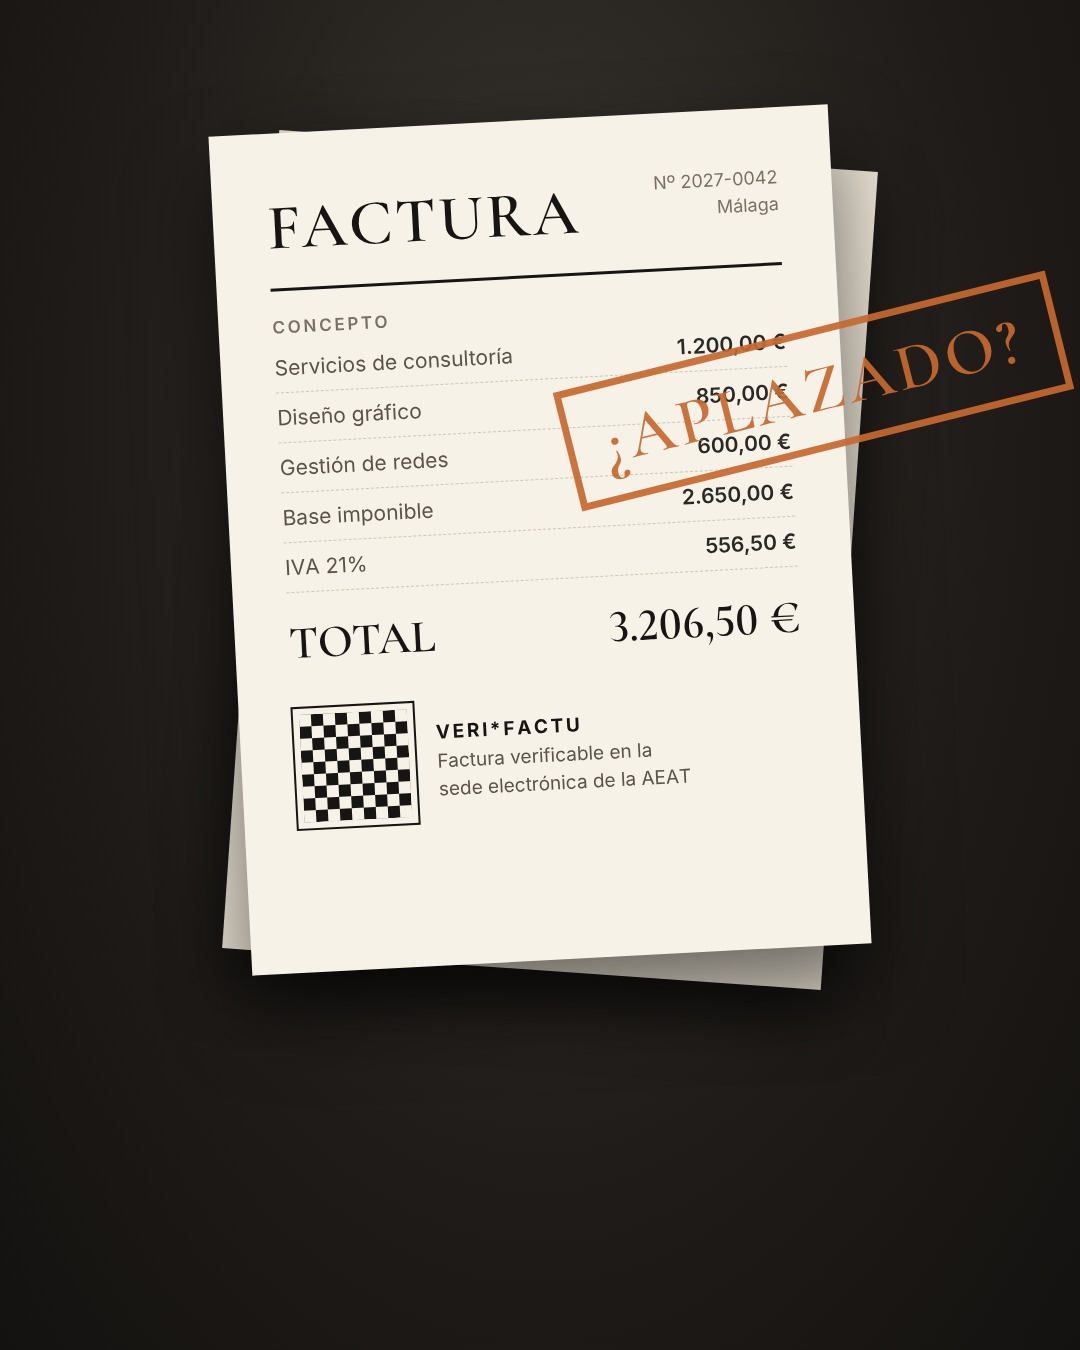 FACTURA
Nº 2027-0042
Málaga
CONCEPTO
Servicios de consultoría 1.200,00 €
Diseño gráfico 850,00 €
Gestión de redes 600,00 €
Base imponible 2.650,00 €
IVA 21% 556,50 €
TOTAL 3.206,50 €
¿APLAZADO?
VERI*FACTU
Factura verificable en la
sede electrónica de la AEAT